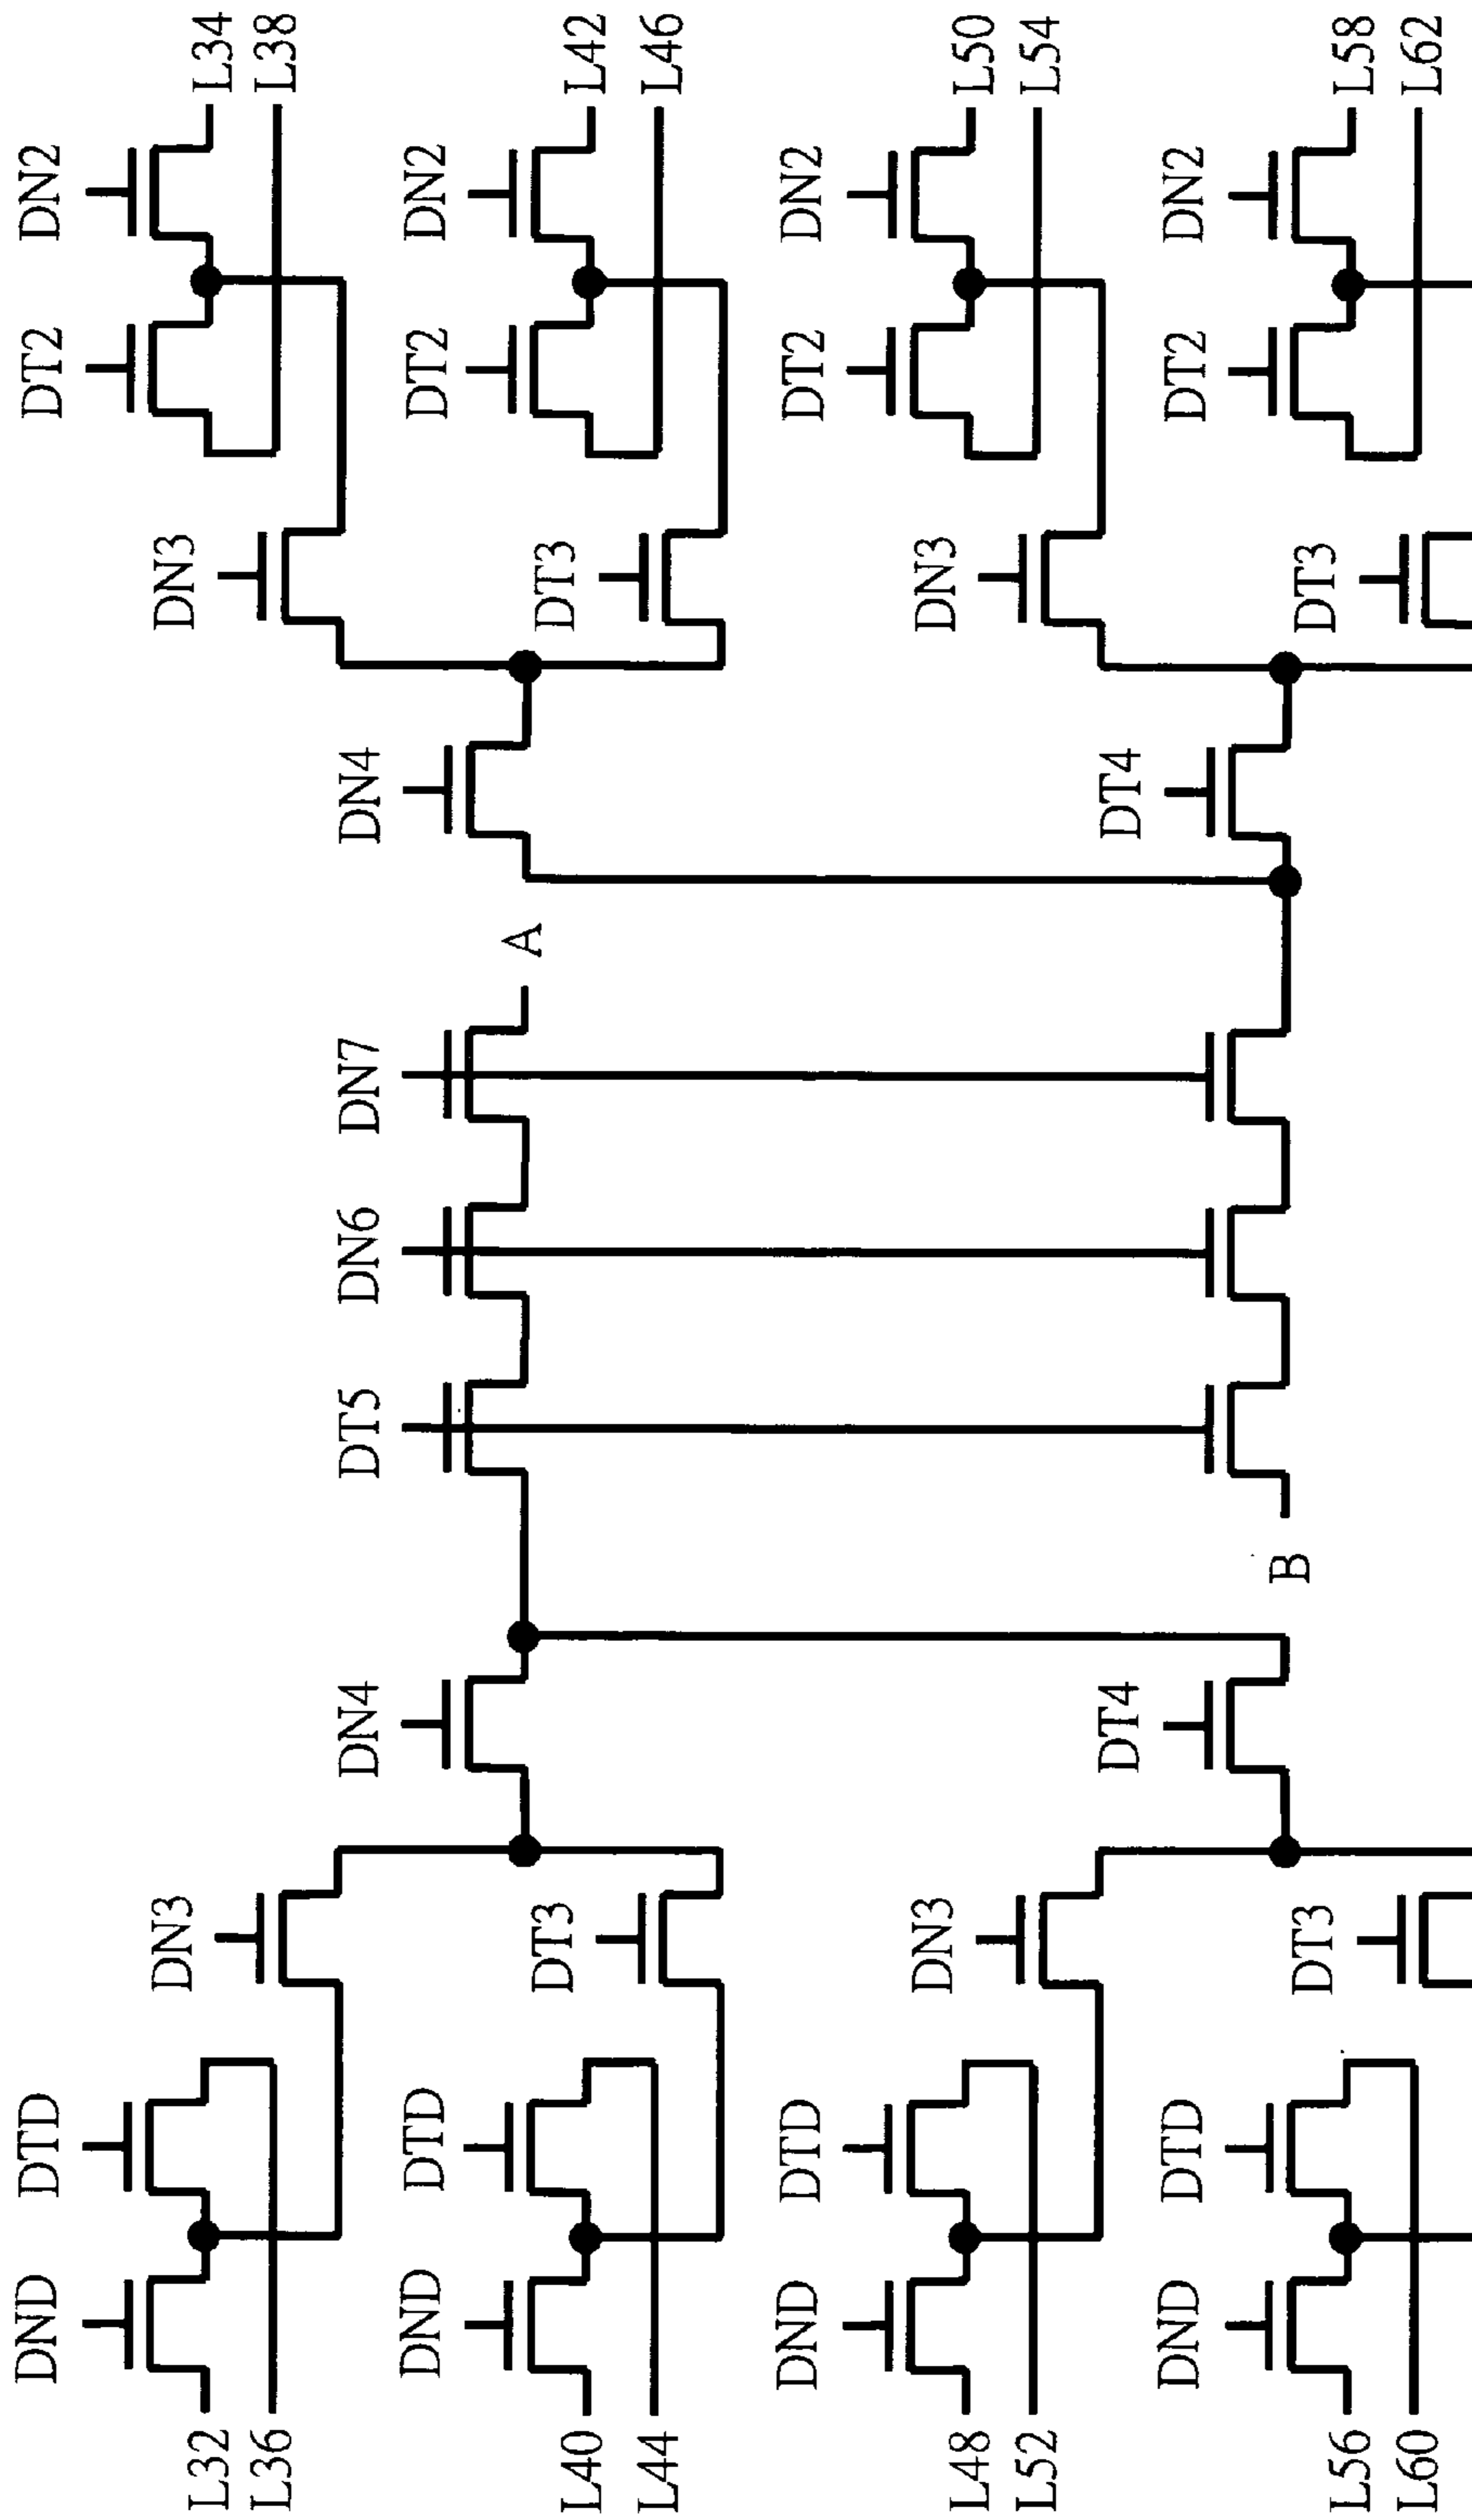 L34
L38
DN2
DT2
DN3
L42
L46
DN2
DT2
DT3
L50
L54
DN2
DT2
DN3
L58
L62
DN2
DT2
DT3
DN4
DT4
A
DN7
DN6
DT5
B
DN4
DT4
DN3
DTD
DND
L32
L36
DT3
DTD
DND
L40
L44
DN3
DTD
DND
L48
L52
DT3
DTD
DND
L56
L60